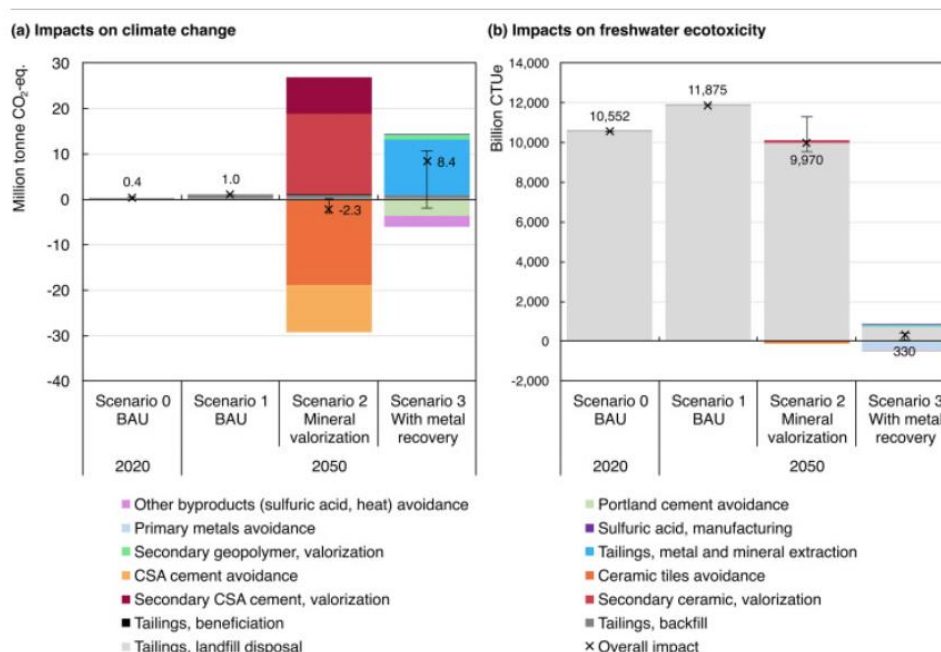 (a) Impacts on climate change
Million tonne CO₂-eq.
30
20
10
0
-10
-20
-30
-40
0.4
1.0
-2.3
8.4
Scenario 0
BAU
Scenario 1
BAU
Scenario 2
Mineral
valorization
Scenario 3
With metal
recovery
2020
2050
(b) Impacts on freshwater ecotoxicity
Billion CTUe
14,000
12,000
10,000
8,000
6,000
4,000
2,000
0
-2,000
10,552
11,875
9,970
330
Scenario 0
BAU
Scenario 1
BAU
Scenario 2
Mineral
valorization
Scenario 3
With metal
recovery
2020
2050
Other byproducts (sulfuric acid, heat) avoidance
Primary metals avoidance
Secondary geopolymer, valorization
CSA cement avoidance
Secondary CSA cement, valorization
Tailings, beneficiation
Tailings, landfill disposal
Portland cement avoidance
Sulfuric acid, manufacturing
Tailings, metal and mineral extraction
Ceramic tiles avoidance
Secondary ceramic, valorization
Tailings, backfill
Overall impact